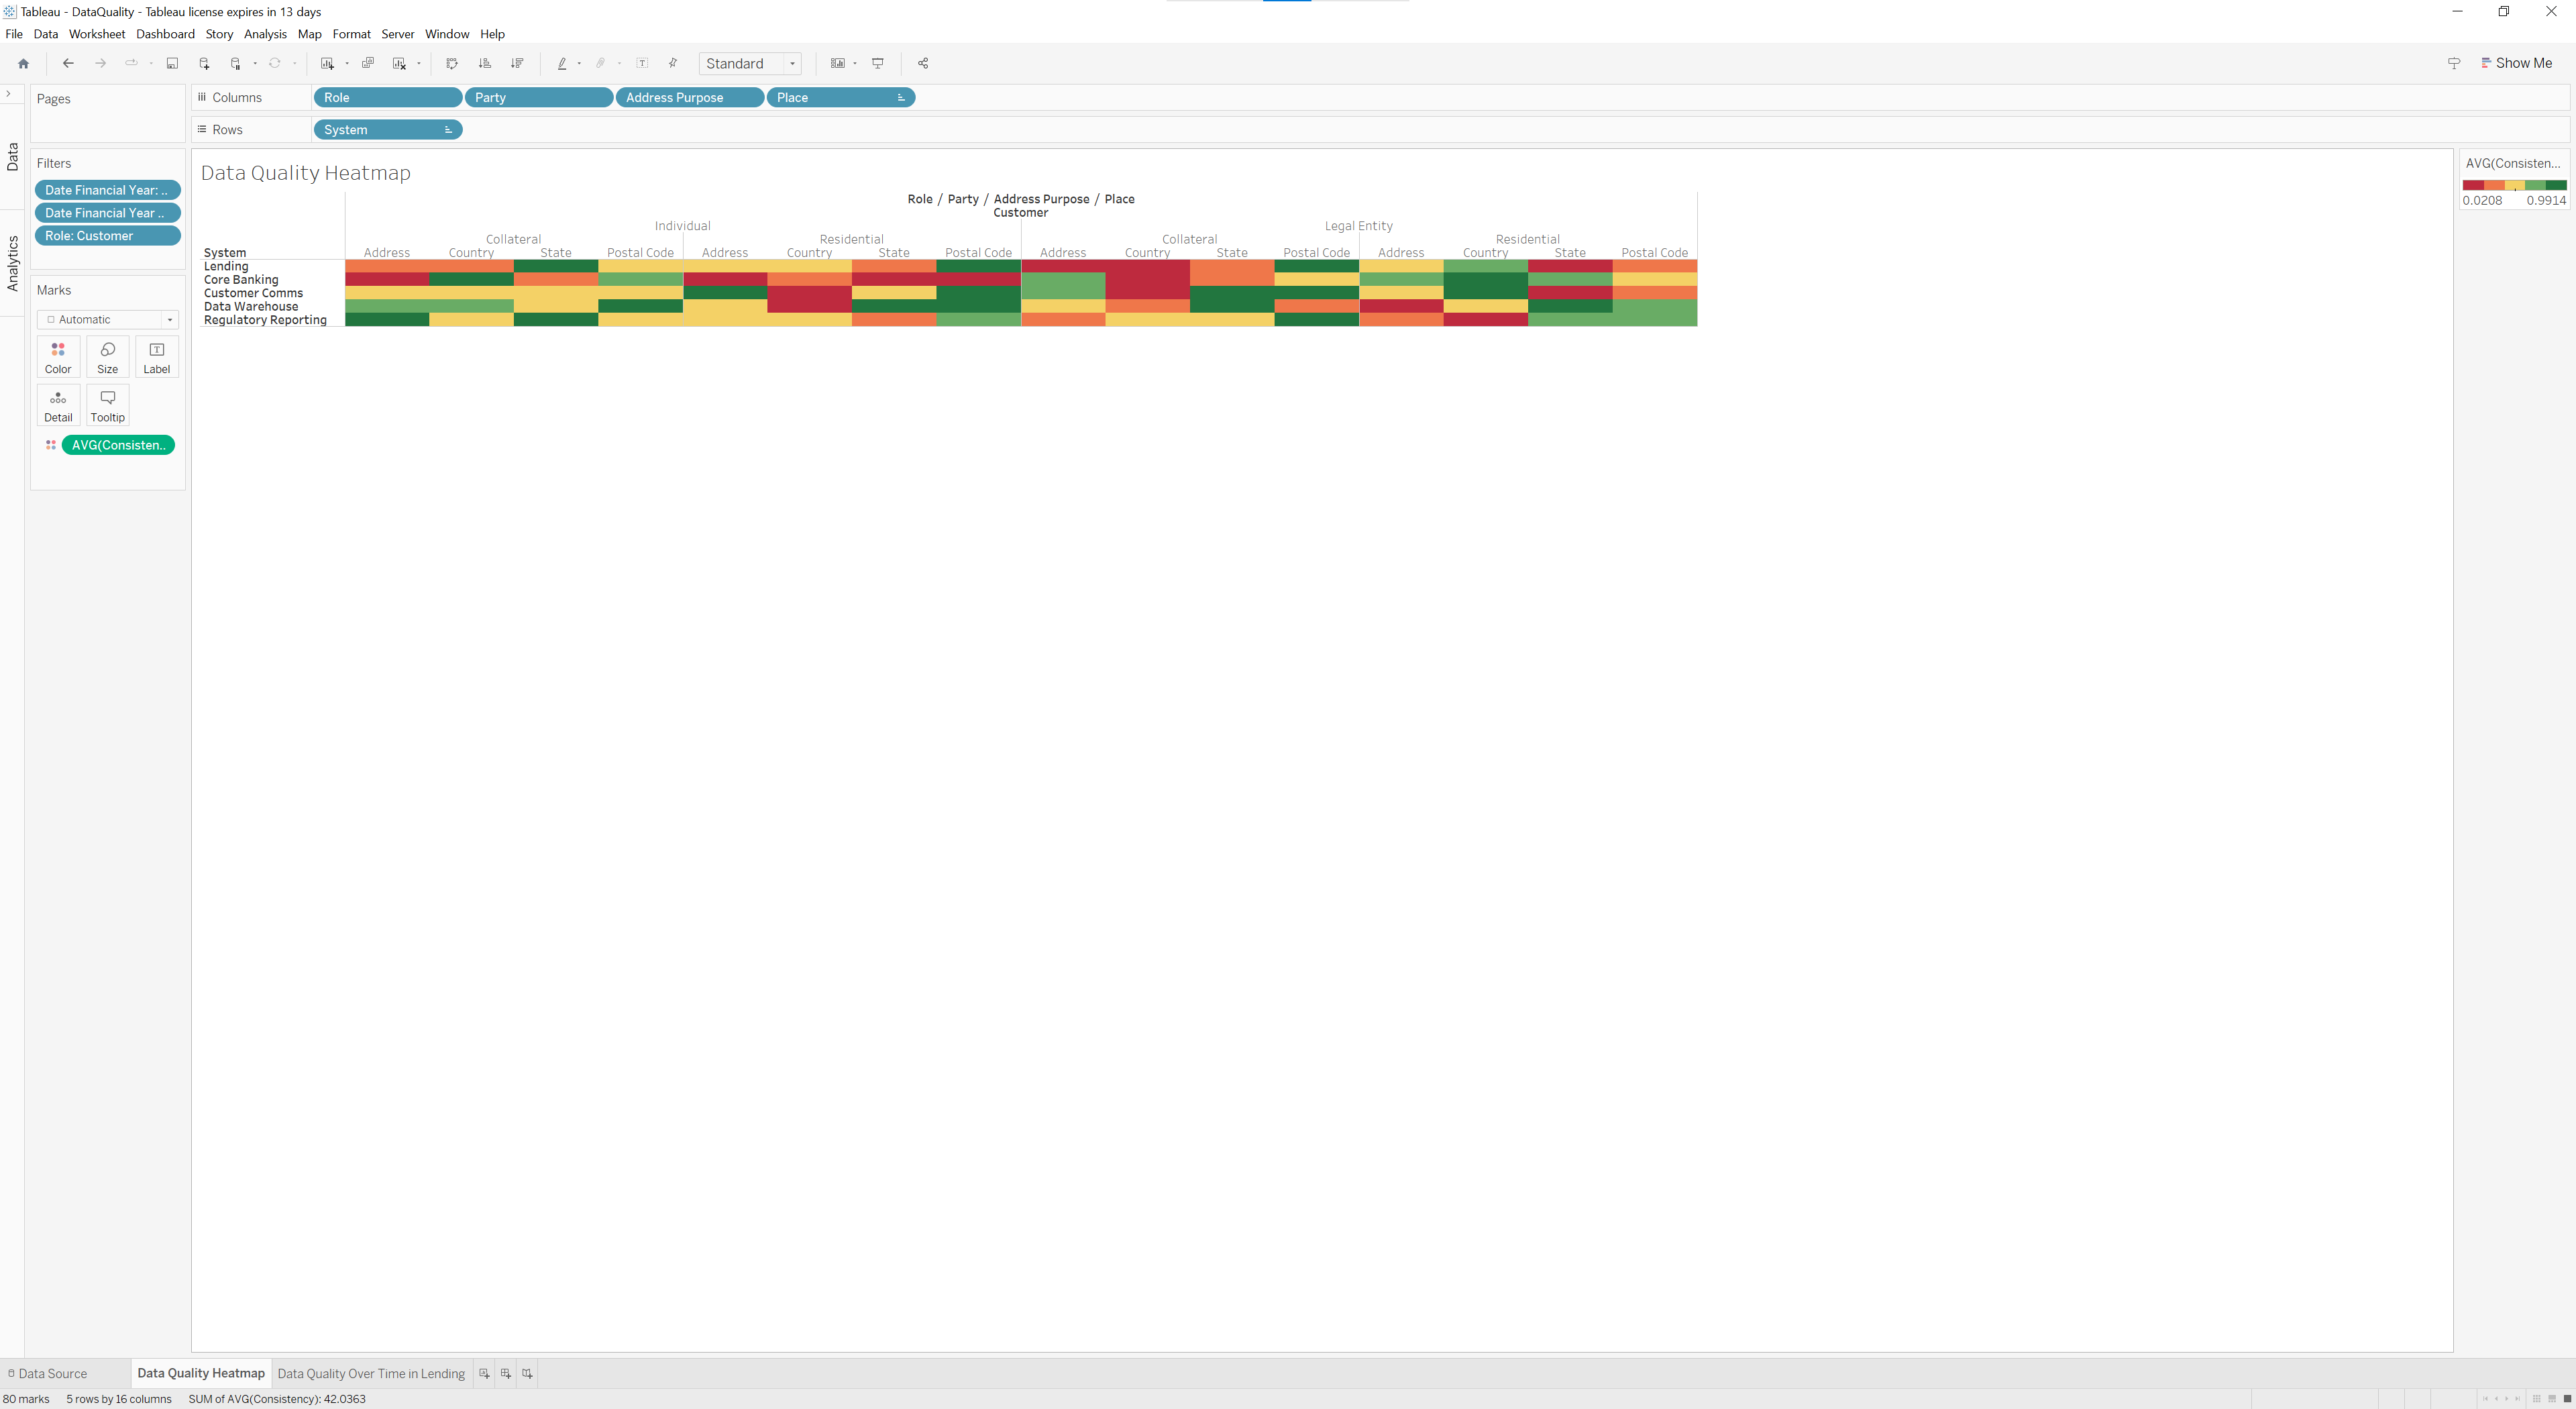 Tableau - DataQuality - Tableau license expires in 13 days
File Data Worksheet Dashboard Story Analysis Map Format Server Window Help
Standard
Show Me
Data
Analytics
Pages
Filters
Date Financial Year: ..
Date Financial Year ..
Role: Customer
Marks
Automatic
Color Size Label
Detail Tooltip
AVG(Consisten..
Columns Role Party Address Purpose Place
Rows System
Data Quality Heatmap
Role / Party / Address Purpose / Place
Customer
Individual Legal Entity
Collateral Residential Collateral Residential
System Address Country State Postal Code Address Country State Postal Code Address Country State Postal Code Address Country State Postal Code
Lending
Core Banking
Customer Comms
Data Warehouse
Regulatory Reporting
AVG(Consisten...
0.0208 0.9914
Data Source Data Quality Heatmap Data Quality Over Time in Lending
80 marks 5 rows by 16 columns SUM of AVG(Consistency): 42.0363